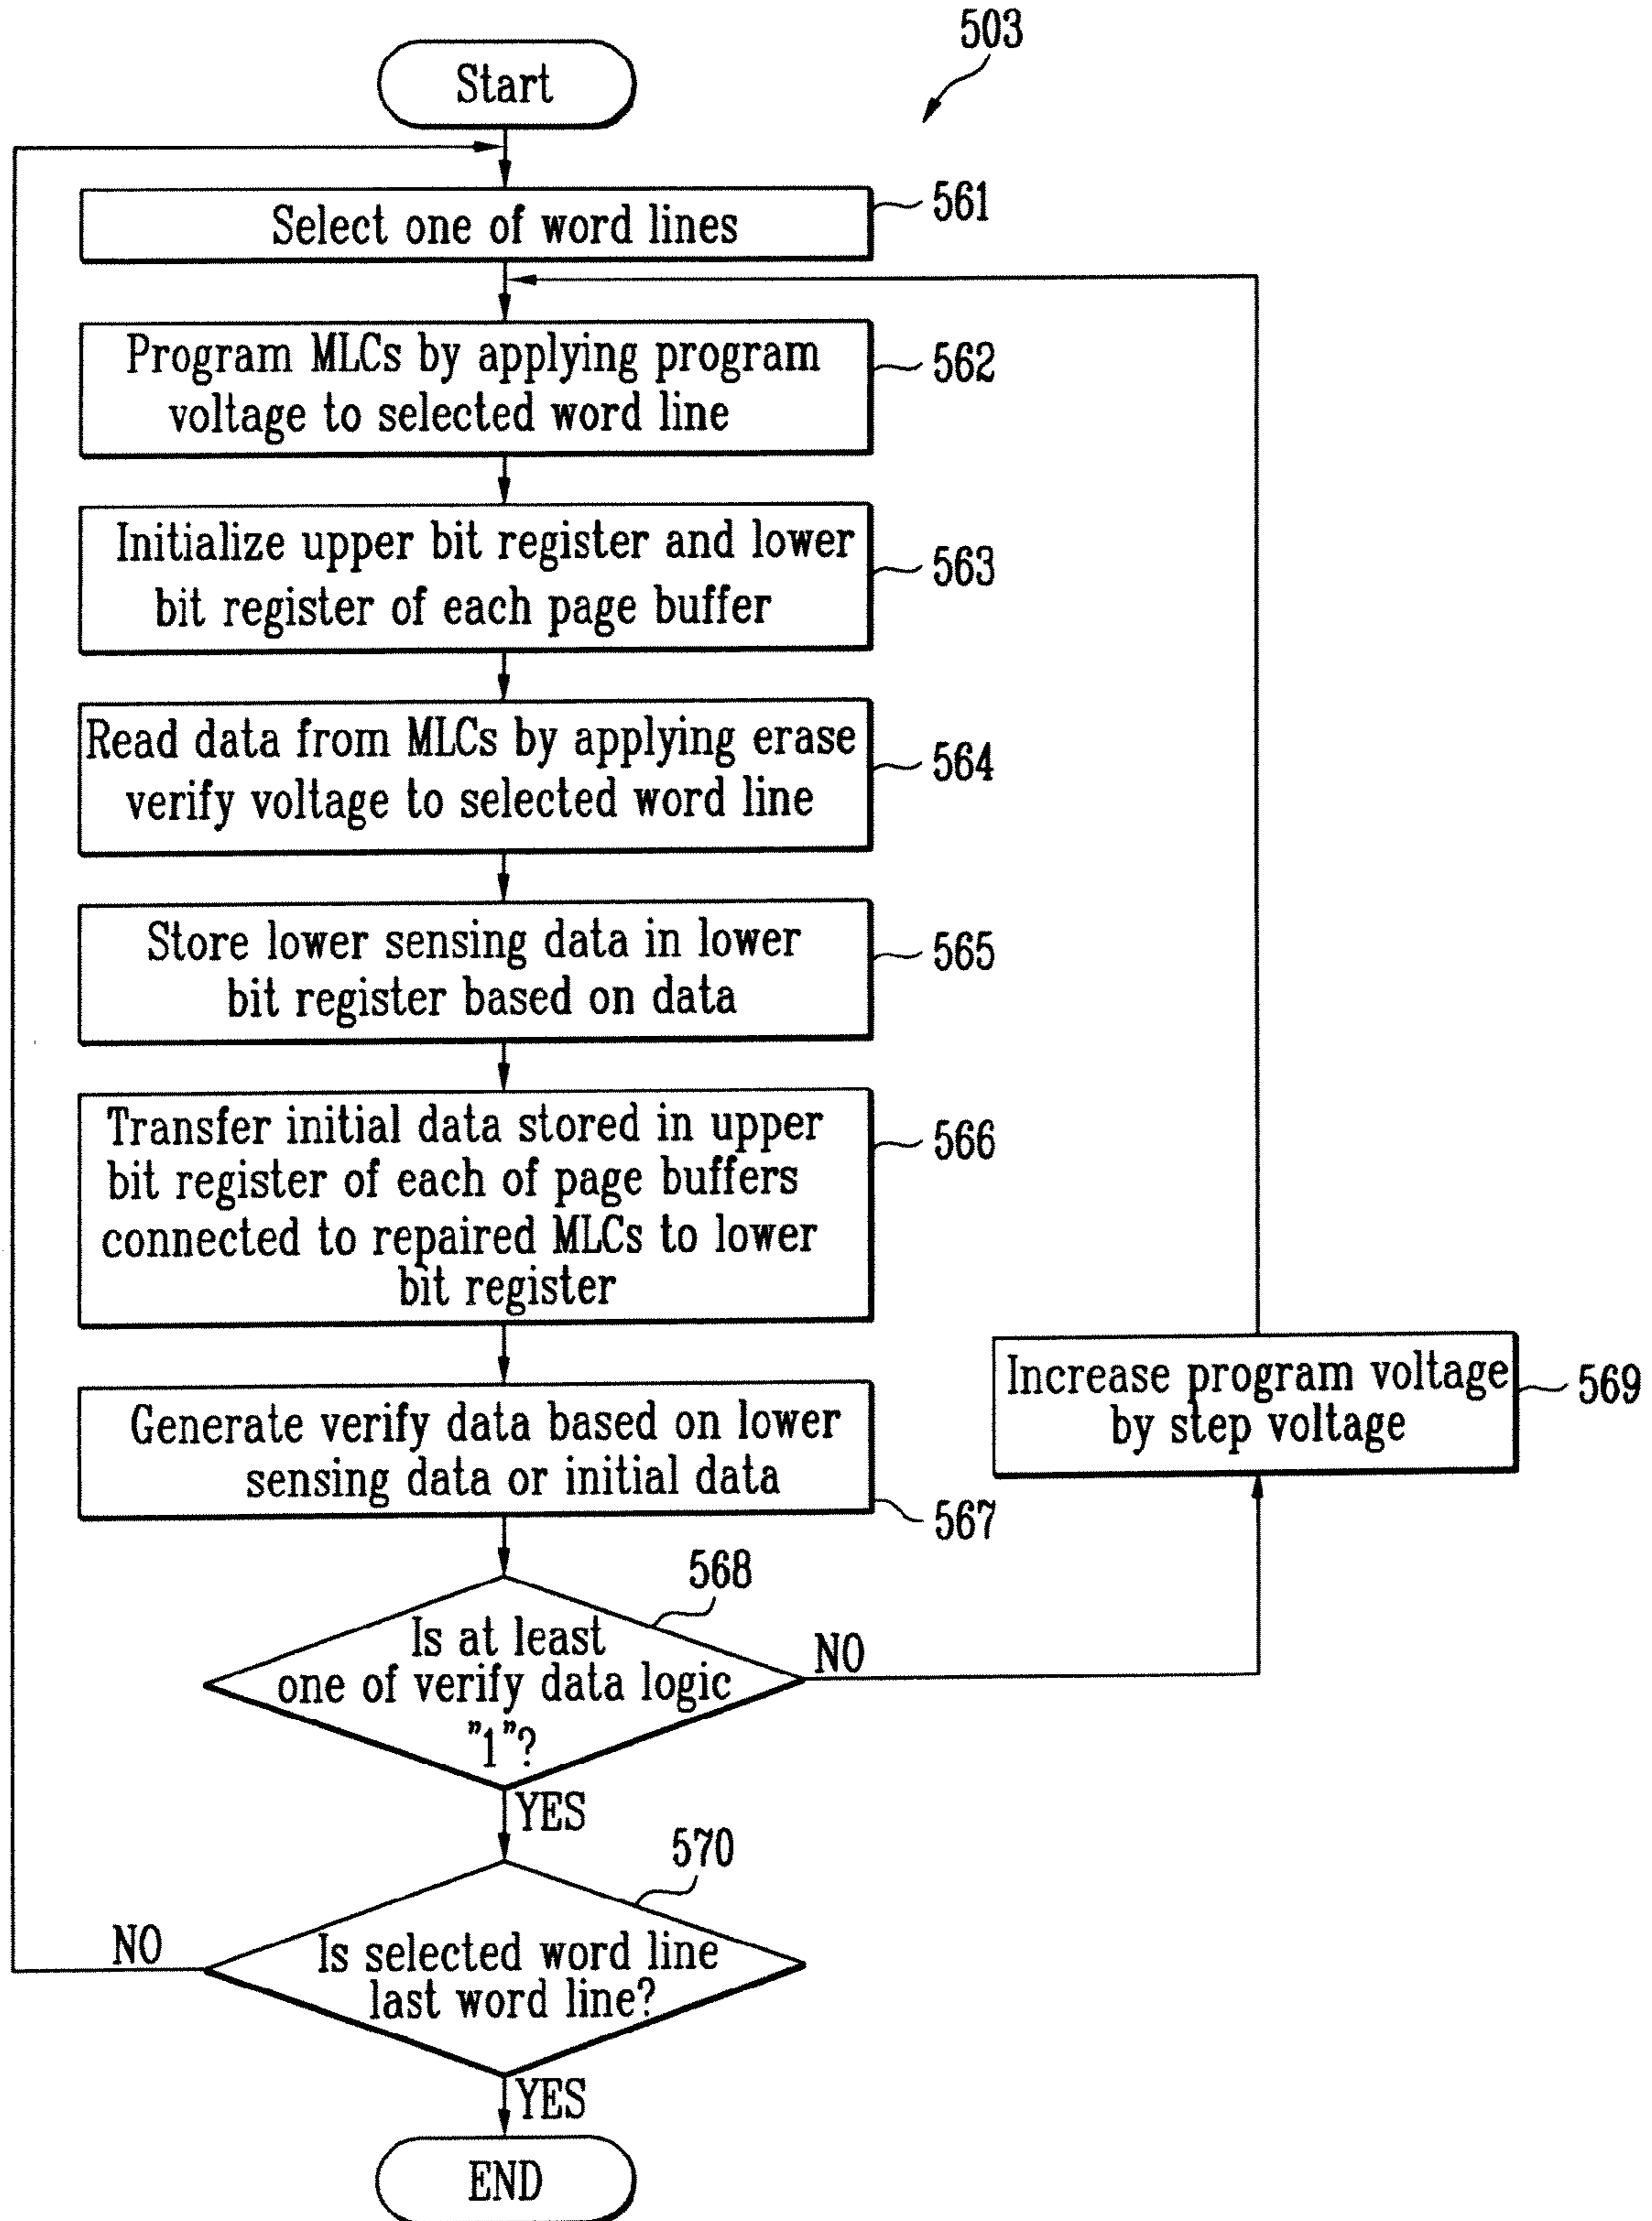 503
Start
Select one of word lines
561
Program MLCs by applying program
voltage to selected word line
562
Initialize upper bit register and lower
bit register of each page buffer
563
Read data from MLCs by applying erase
verify voltage to selected word line
564
Store lower sensing data in lower
bit register based on data
565
Transfer initial data stored in upper
bit register of each of page buffers
connected to repaired MLCs to lower
bit register
566
Increase program voltage
by step voltage
569
Generate verify data based on lower
sensing data or initial data
567
568
Is at least
one of verify data logic
"1"?
NO
YES
570
Is selected word line
last word line?
NO
YES
END